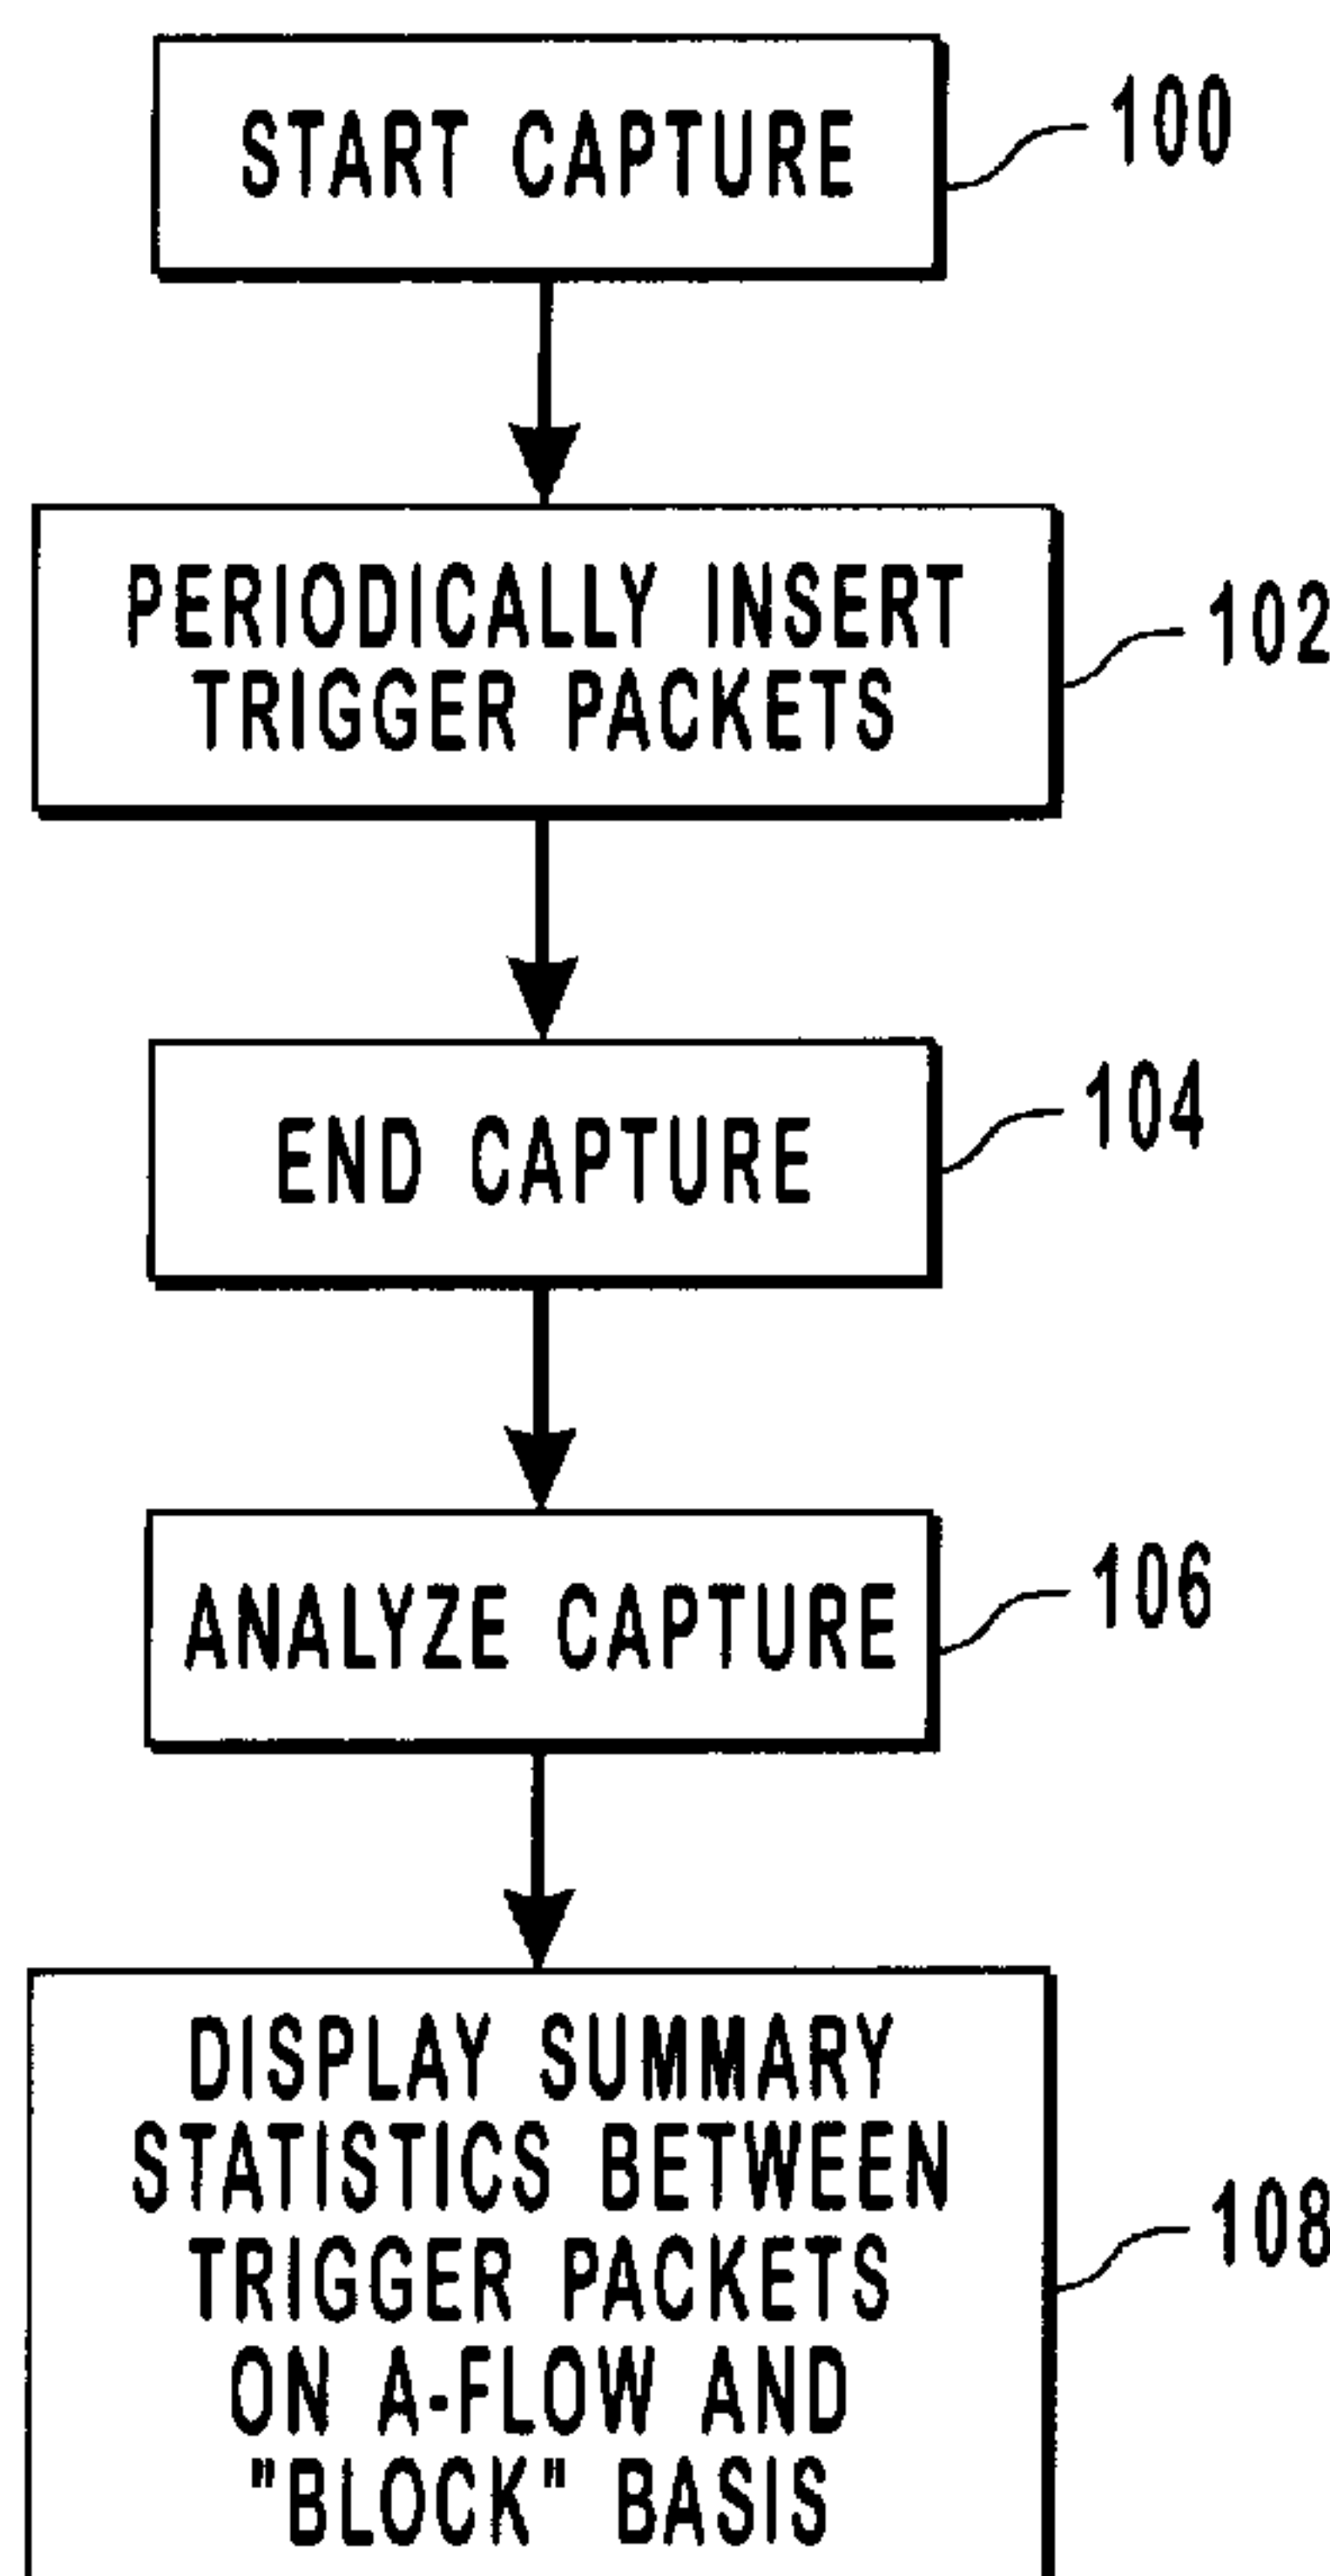 START CAPTURE
100
PERIODICALLY INSERT
TRIGGER PACKETS
102
END CAPTURE
104
ANALYZE CAPTURE
106
DISPLAY SUMMARY
STATISTICS BETWEEN
TRIGGER PACKETS
ON A-FLOW AND
"BLOCK" BASIS
108